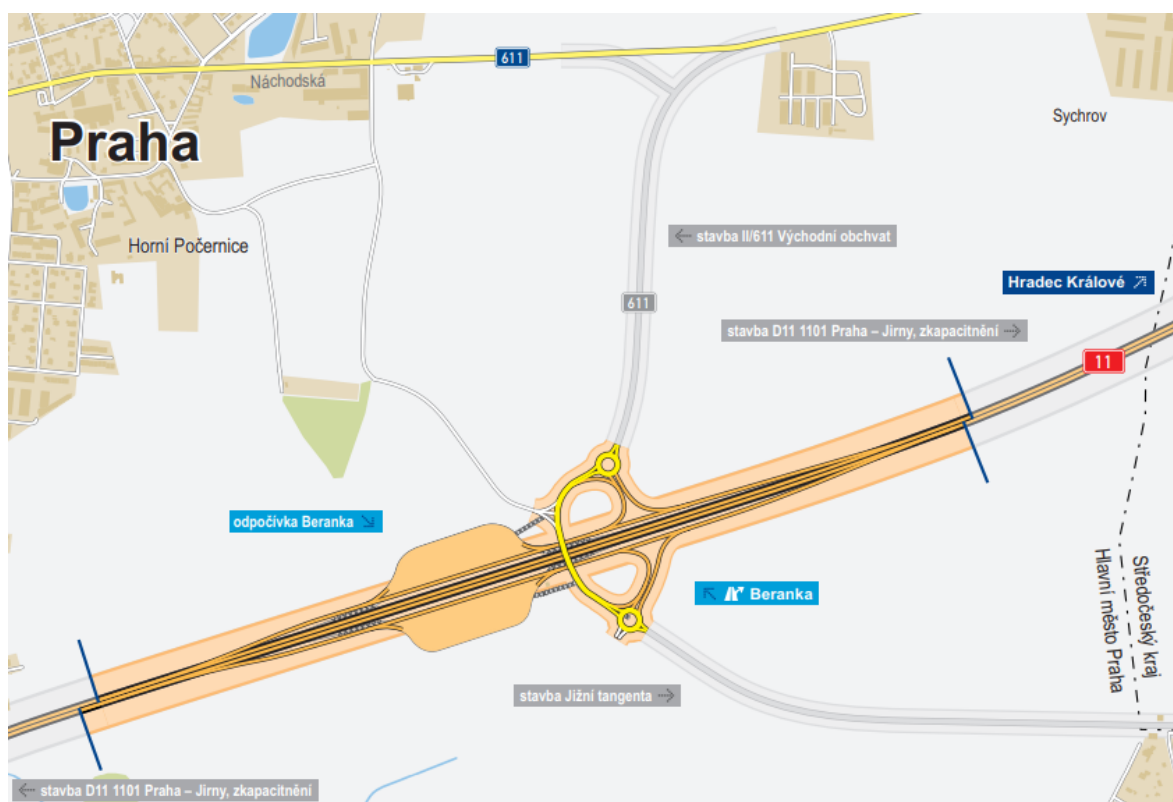 611
Náchodská
Sychrov
Praha
← stavba II/611 Východní obchvat
Horní Počernice
Hradec Králové
611
stavba D11 1101 Praha – Jirny, zkapacitnění →
11
odpočívka Beranka
Beranka
Středočeský kraj
Hlavní město Praha
stavba Jižní tangenta →
← stavba D11 1101 Praha – Jirny, zkapacitnění